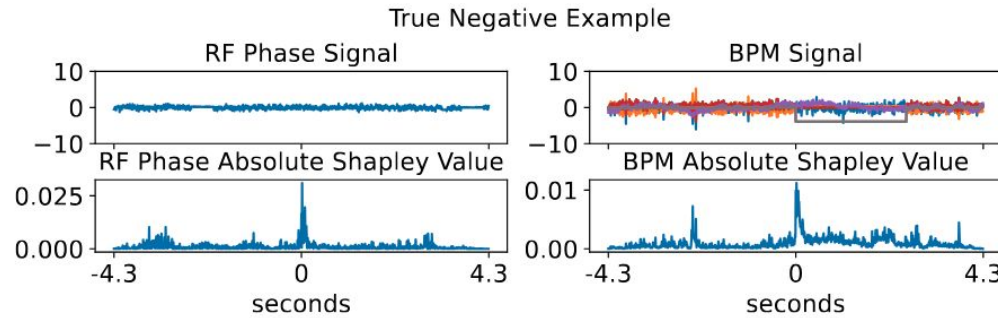 True Negative Example
RF Phase Signal
BPM Signal
10
0
−10
10
0
−10
RF Phase Absolute Shapley Value
BPM Absolute Shapley Value
0.025
0.000
0.01
0.00
-4.3
0
4.3
-4.3
0
4.3
seconds
seconds